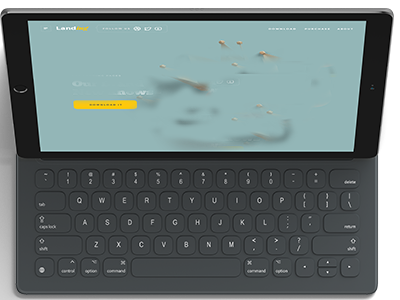 Land
FOLLOW US
DOWNLOAD PURCHASE ABOUT
DOWNLOAD IT
~ ! @ # $ % ^ & * ( ) _ +
1 2 3 4 5 6 7 8 9 0 - = delete
tab Q W E R T Y U I O P { }
[ ] \
caps lock A S D F G H J K L : "
; ' return
shift Z X C V B N M < > ? shift
, . /
control option command command option